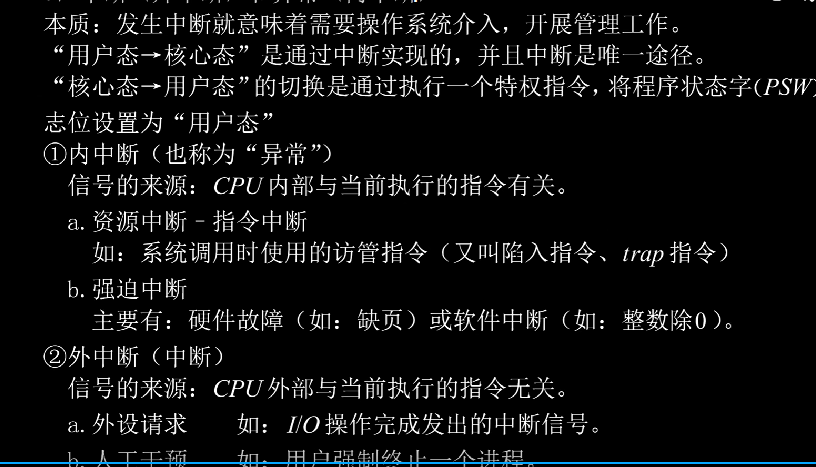 本质：发生中断就意味着需要操作系统介入，开展管理工作。
“用户态→核心态”是通过中断实现的，并且中断是唯一途径。
“核心态→用户态”的切换是通过执行一个特权指令，将程序状态字(PSW)
志位设置为“用户态”
①内中断（也称为“异常”）
信号的来源：CPU内部与当前执行的指令有关。
a.资源中断–指令中断
如：系统调用时使用的访管指令（又叫陷入指令、trap指令）
b.强迫中断
主要有：硬件故障（如：缺页）或软件中断（如：整数除0）。
②外中断（中断）
信号的来源：CPU外部与当前执行的指令无关。
a.外设请求 如：I/O操作完成发出的中断信号。
b.人工干预 如：用户强制终止一个进程。